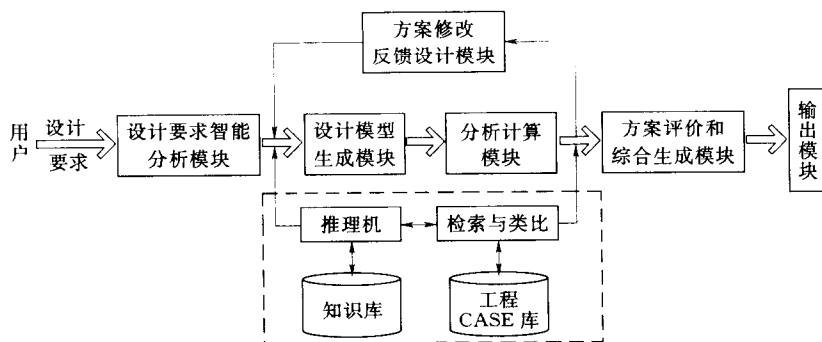 方案修改
反馈设计模块
用户
设计
要求
设计要求智能
分析模块
设计模型
生成模块
分析计算
模块
方案评价和
综合生成模块
输出模块
推理机
检索与类比
知识库
工程
CASE 库